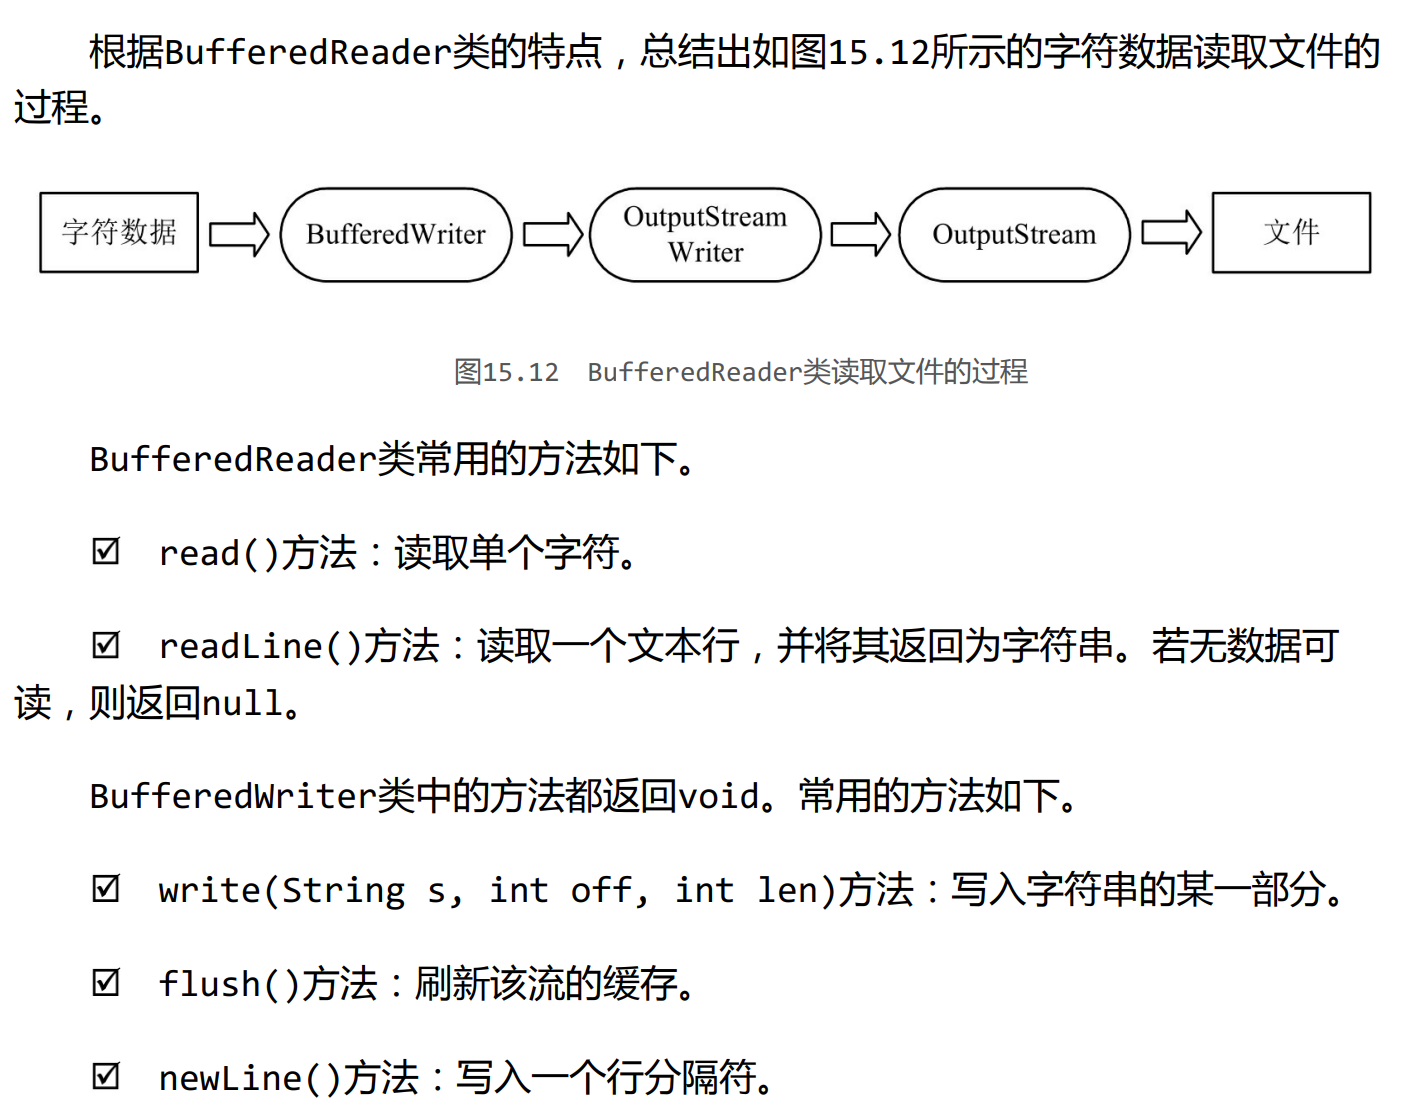 根据BufferedReader类的特点，总结出如图15.12所示的字符数据读取文件的
过程。
字符数据
BufferedWriter
OutputStream
Writer
OutputStream
文件
图15.12 BufferedReader类读取文件的过程
BufferedReader类常用的方法如下。
☑ read()方法：读取单个字符。
☑ readLine()方法：读取一个文本行，并将其返回为字符串。若无数据可
读，则返回null。
BufferedWriter类中的方法都返回void。常用的方法如下。
☑ write(String s, int off, int len)方法：写入字符串的某一部分。
☑ flush()方法：刷新该流的缓存。
☑ newLine()方法：写入一个行分隔符。